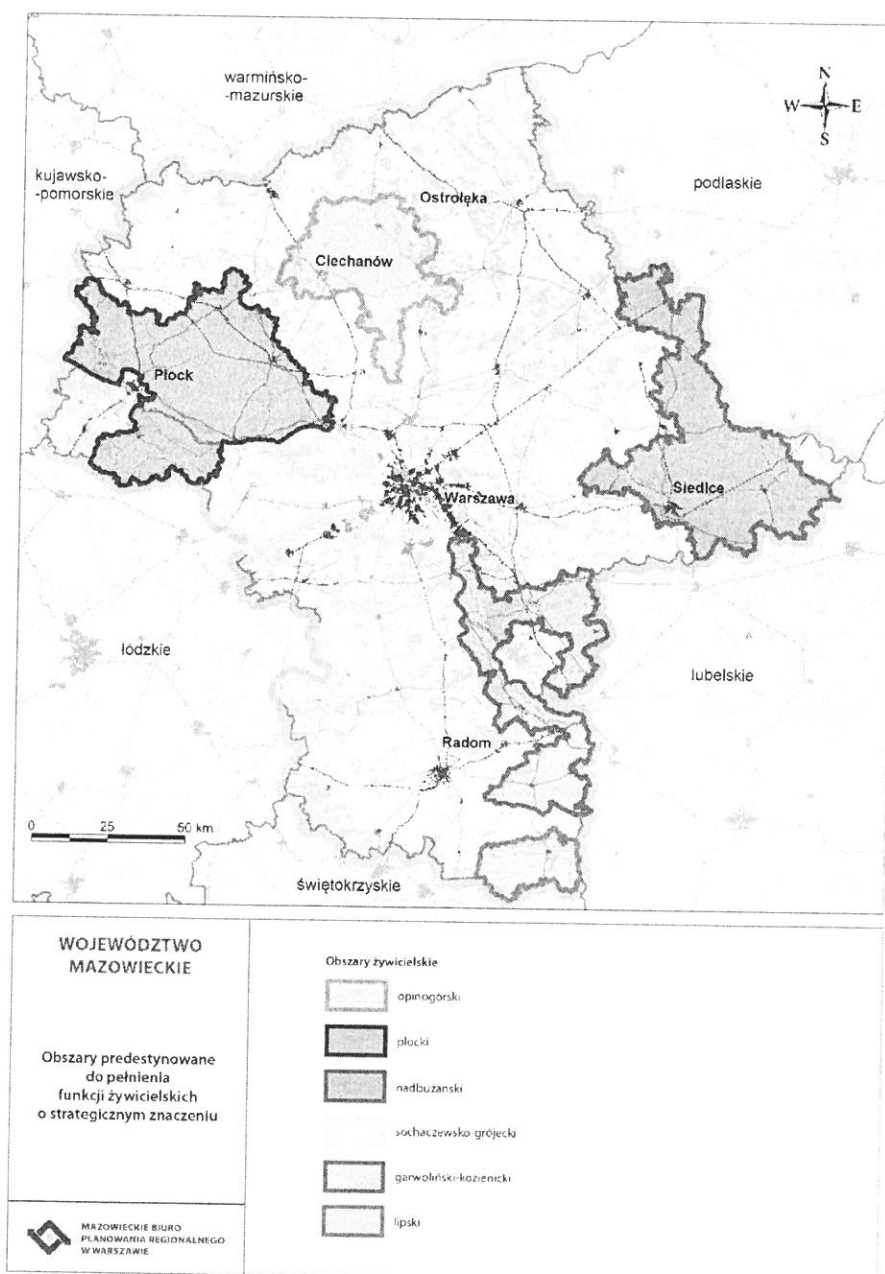 warmińsko-
-mazurskie
N
W E
S
kujawsko-
-pomorskie
podlaskie
Ostrołęka
Ciechanów
Płock
Siedlce
Warszawa
łódzkie
lubelskie
Radom
0 25 50 km
świętokrzyskie
WOJEWÓDZTWO
MAZOWIECKIE
Obszary predestynowane
do pełnienia
funkcji żywicielskich
o strategicznym znaczeniu
MAZOWIECKIE BIURO
PLANOWANIA REGIONALNEGO
W WARSZAWIE
Obszary żywicielskie
opinogórski
płocki
nadbużański
sochaczewsko-grójecki
garwoliński-kozienicki
lipski